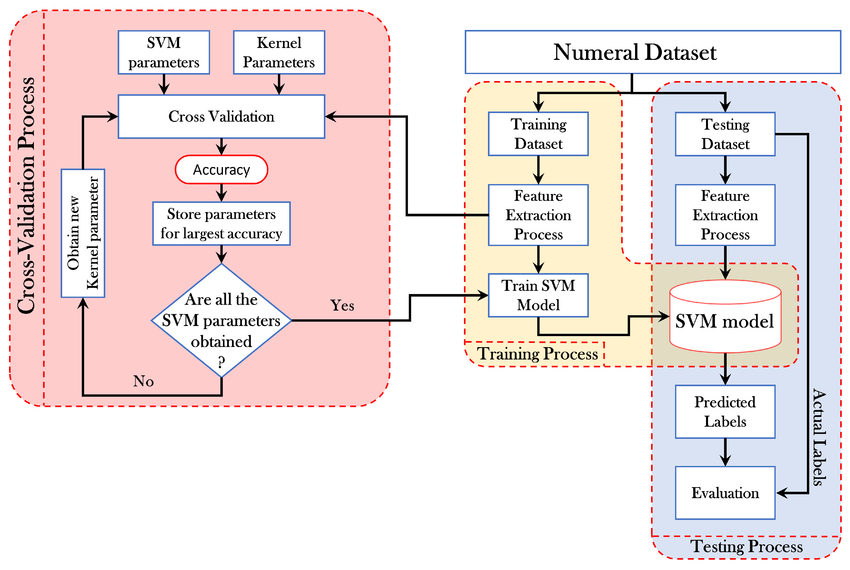 Cross-Validation Process
SVM
parameters
Kernel
Parameters
Cross Validation
Accuracy
Store parameters
for largest accuracy
Obtain new
Kernel parameter
Are all the
SVM parameters
obtained
?
Yes
No
Numeral Dataset
Training
Dataset
Feature
Extraction
Process
Train SVM
Model
Training Process
Testing
Dataset
Feature
Extraction
Process
SVM model
Predicted
Labels
Evaluation
Actual Labels
Testing Process